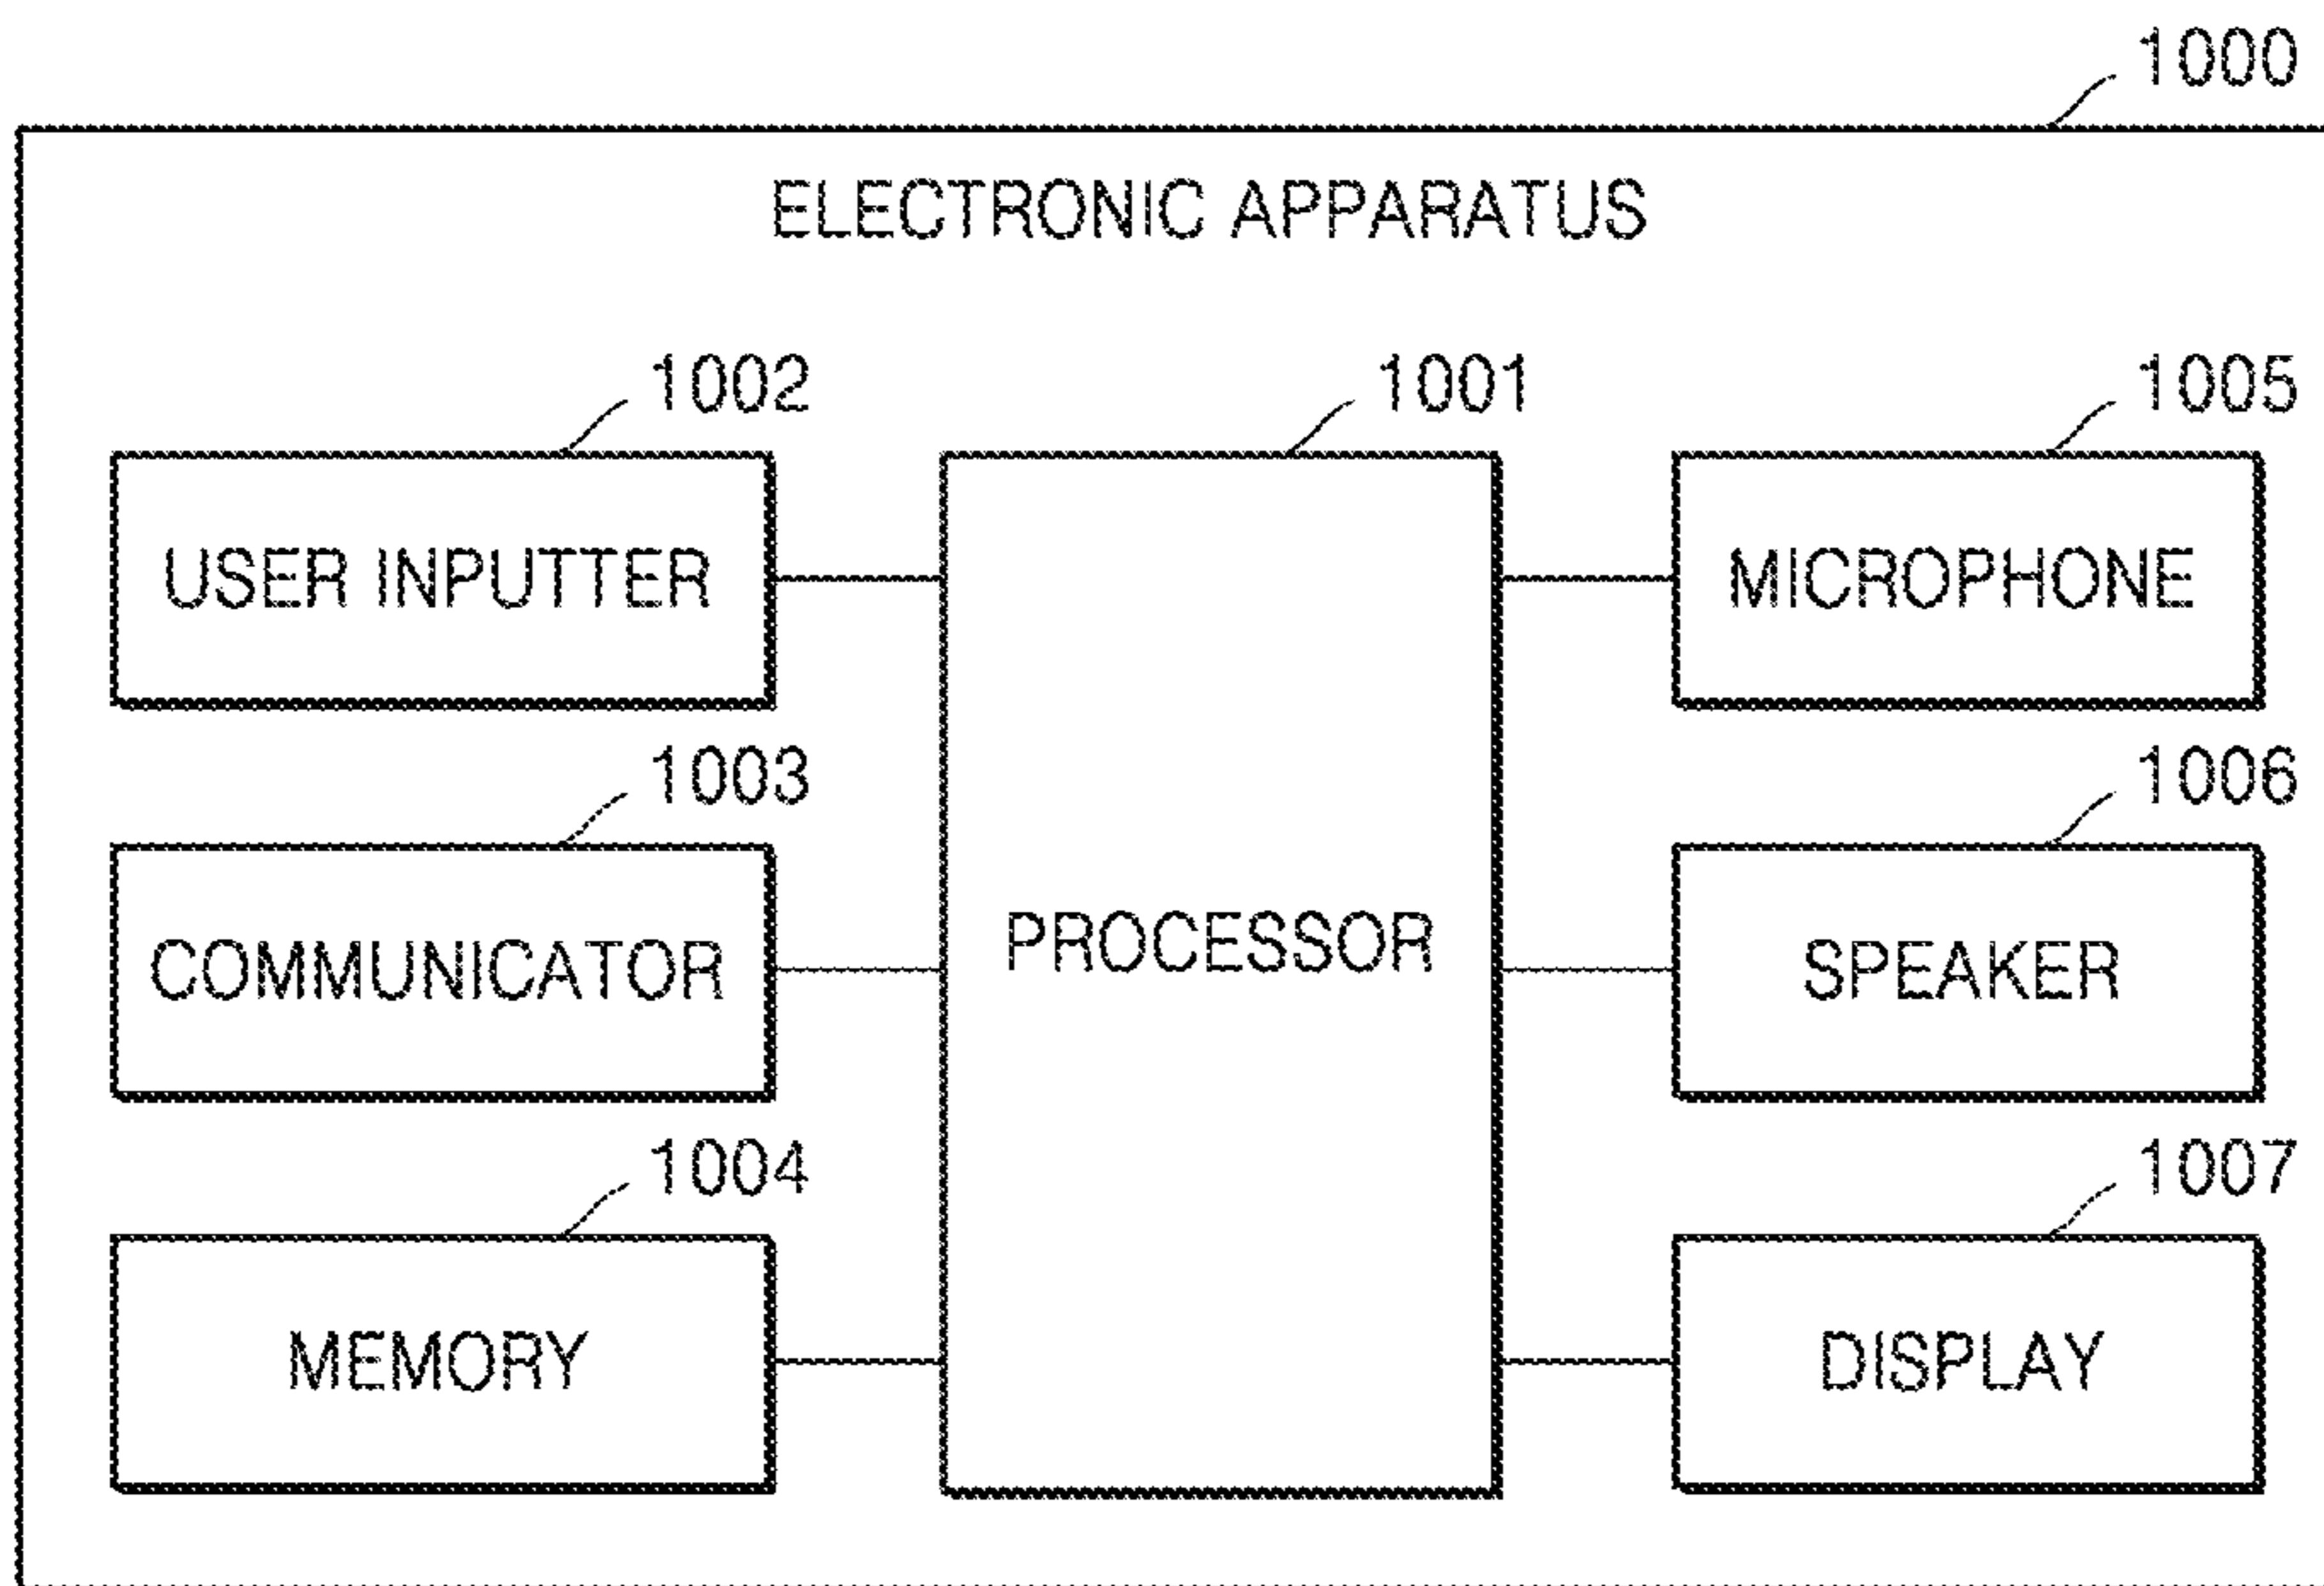 1000
ELECTRONIC APPARATUS
1002
1001
1005
USER INPUTTER
MICROPHONE
1003
1006
COMMUNICATOR
PROCESSOR
SPEAKER
1004
1007
MEMORY
DISPLAY